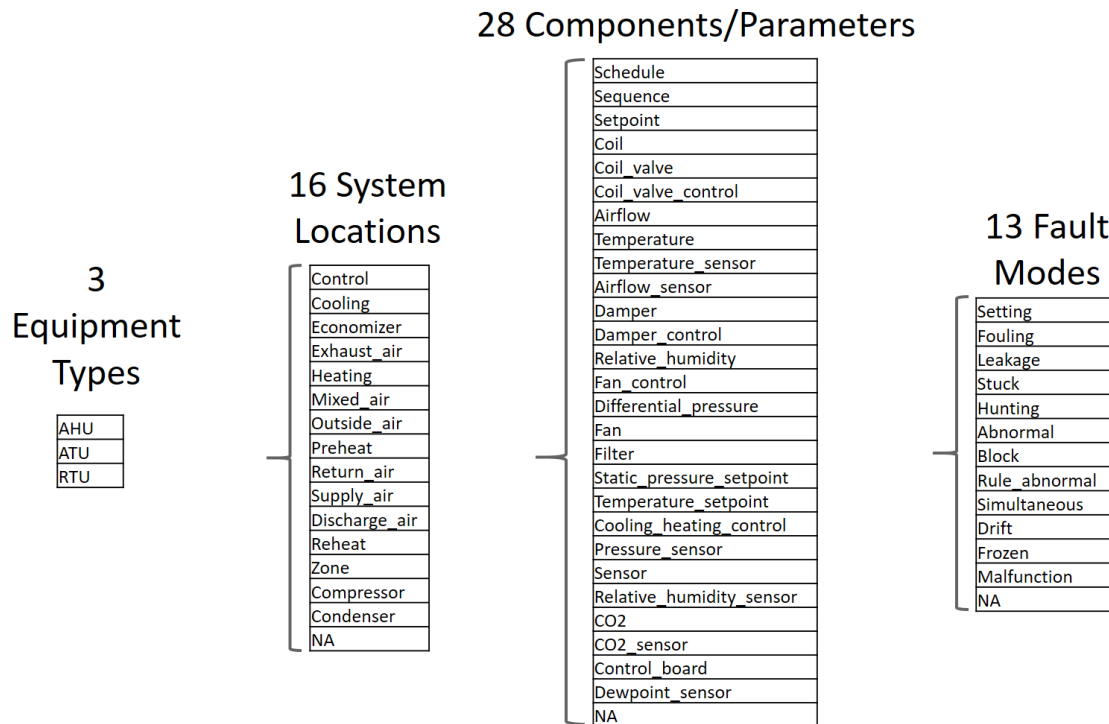 28 Components/Parameters
Schedule
Sequence
Setpoint
Coil
Coil_valve
Coil_valve_control
Airflow
Temperature
Temperature_sensor
Airflow_sensor
Damper
Damper_control
Relative_humidity
Fan_control
Differential_pressure
Fan
Filter
Static_pressure_setpoint
Temperature_setpoint
Cooling_heating_control
Pressure_sensor
Sensor
Relative_humidity_sensor
CO2
CO2_sensor
Control_board
Dewpoint_sensor
NA
16 System
Locations
Control
Cooling
Economizer
Exhaust_air
Heating
Mixed_air
Outside_air
Preheat
Return_air
Supply_air
Discharge_air
Reheat
Zone
Compressor
Condenser
NA
13 Fault
Modes
Setting
Fouling
Leakage
Stuck
Hunting
Abnormal
Block
Rule_abnormal
Simultaneous
Drift
Frozen
Malfunction
NA
3
Equipment
Types
AHU
ATU
RTU